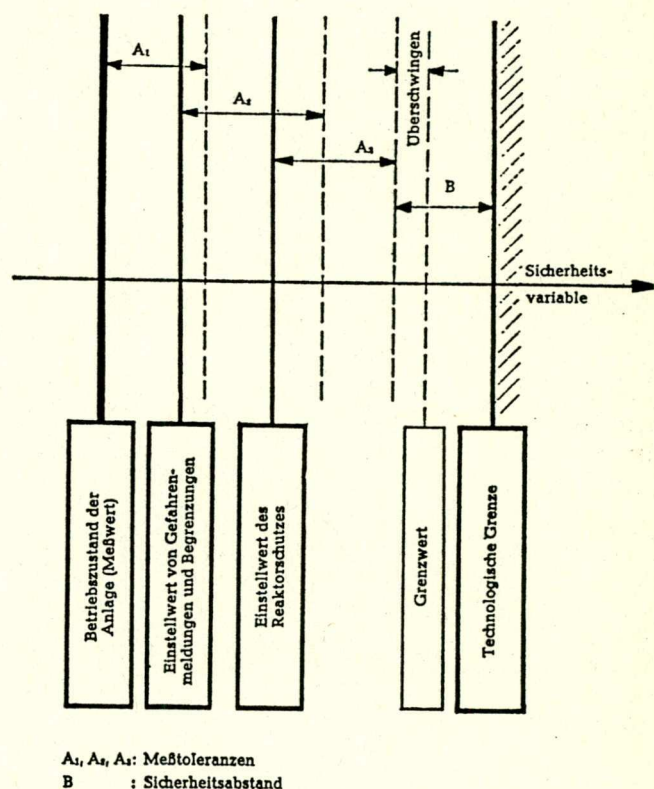 A₁
A₂
A₃
Überschwingen
B
Sicherheits-
variable
Betriebszustand der
Anlage (Meßwert)
Einstellwert von Gefahren-
meldungen und Begrenzungen
Einstellwert des
Reaktorschutzes
Grenzwert
Technologische Grenze
A₁, A₂, A₃: Meßtoleranzen
B : Sicherheitsabstand